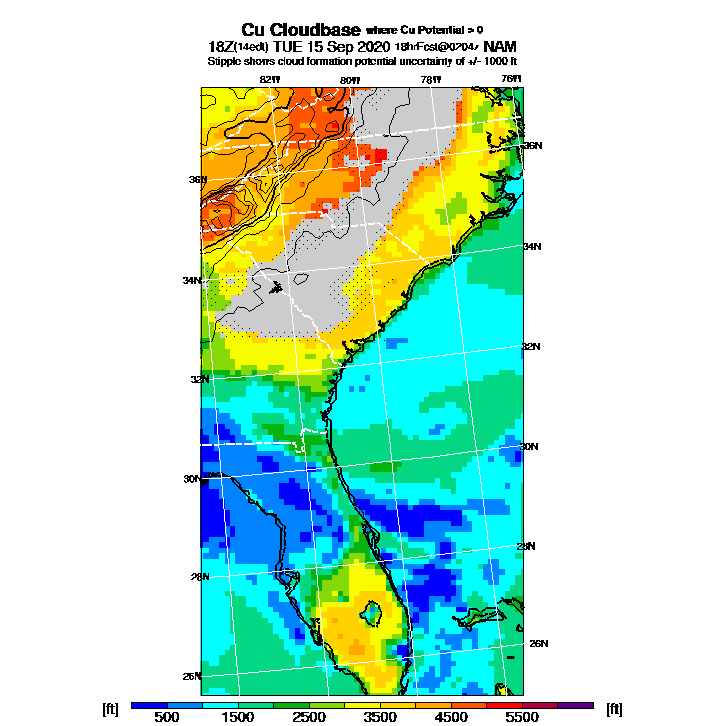 Cu Cloudbase where Cu Potential > 0
18Z(14edt) TUE 15 Sep 2020 18hrFcst@0204z NAM
Stipple shows cloud formation potential uncertainty of +/- 1000 ft
82W 80W 78W 76W
36N
36N
34N
34N
32N
32N
30N
30N
28N
28N
26N
26N
[ft] 500 1500 2500 3500 4500 5500 [ft]